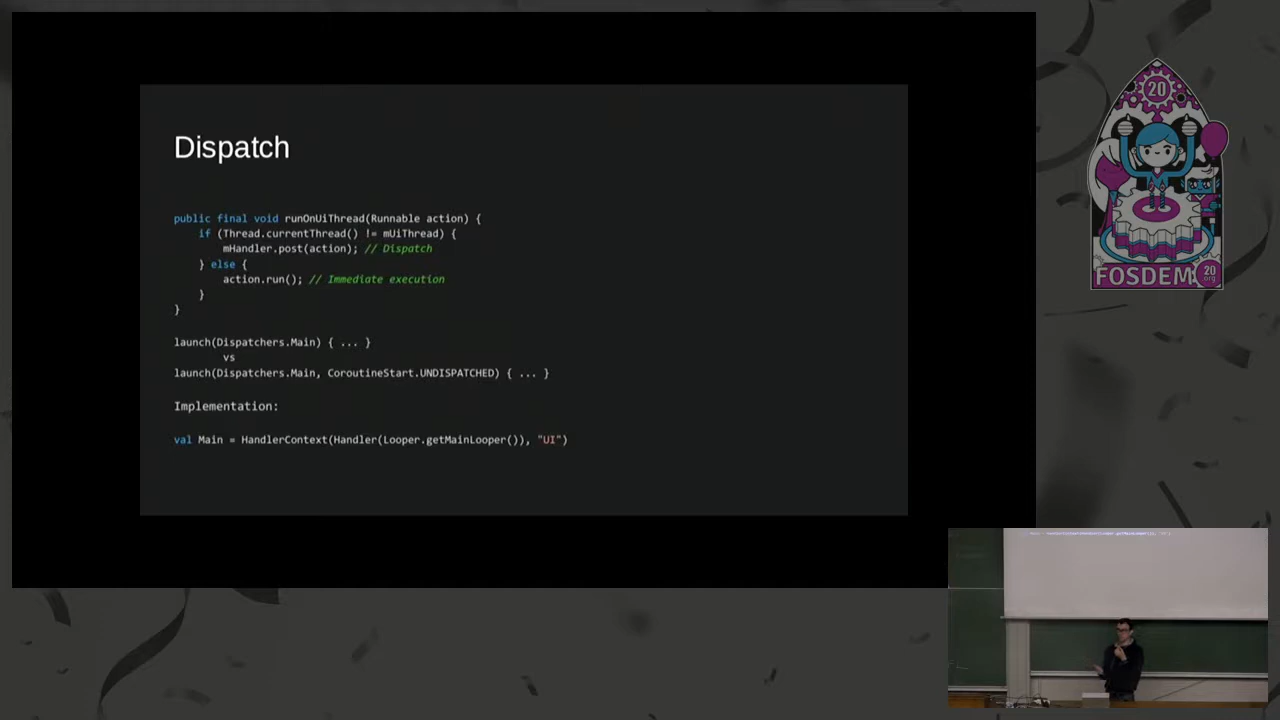 Dispatch
public final void runOnUiThread(Runnable action) {
if (Thread.currentThread() != mUiThread) {
mHandler.post(action); // Dispatch
} else {
action.run(); // Immediate execution
}
}
launch(Dispatchers.Main) { ... }
vs
launch(Dispatchers.Main, CoroutineStart.UNDISPATCHED) { ... }
Implementation:
val Main = HandlerContext(Handler(Looper.getMainLooper()), "UI")
20
FOSDEM
20
.org